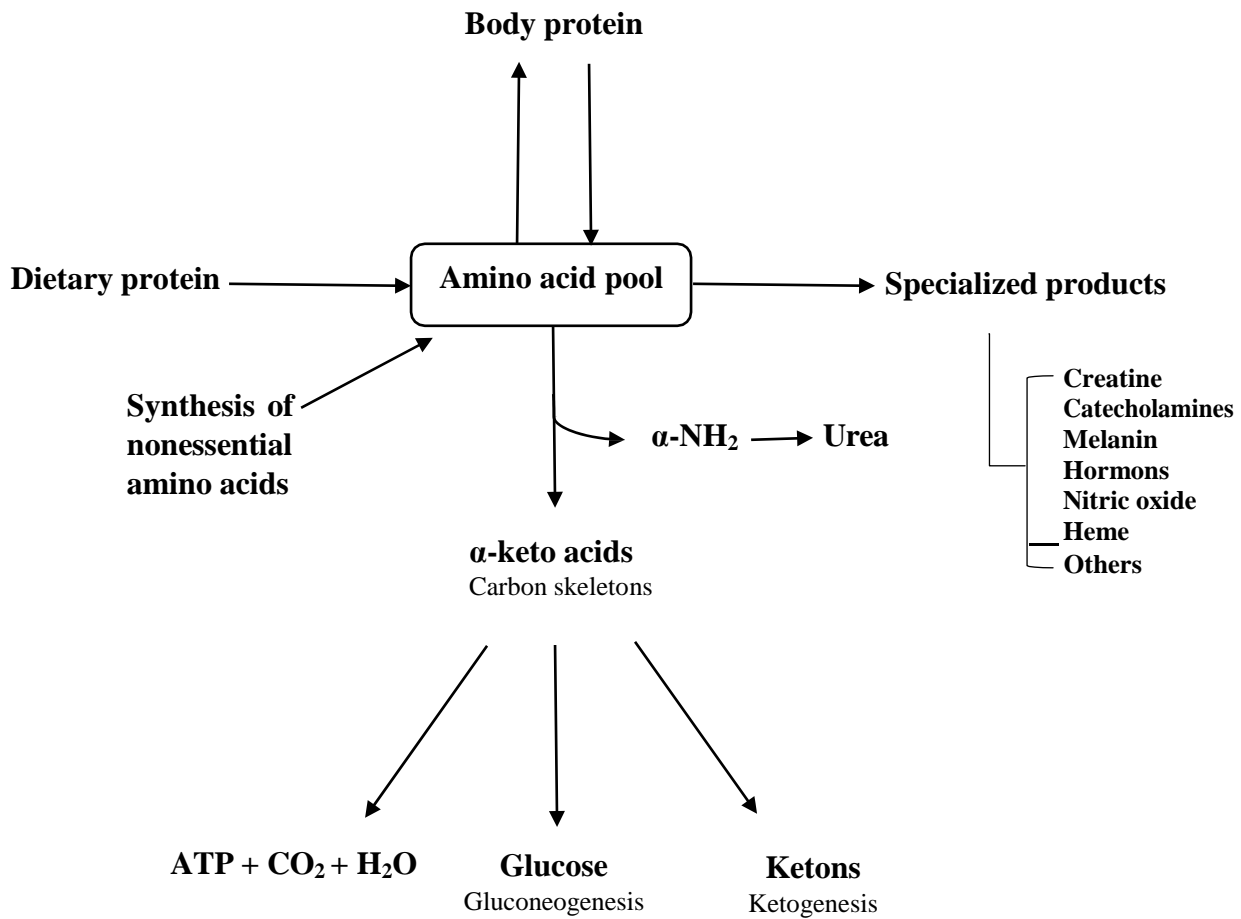 Body protein
Dietary protein
Amino acid pool
Specialized products
Synthesis of
nonessential
amino acids
α-NH₂
Urea
Creatine
Catecholamines
Melanin
Hormons
Nitric oxide
Heme
Others
α-keto acids
Carbon skeletons
ATP + CO₂ + H₂O
Glucose
Gluconeogenesis
Ketons
Ketogenesis